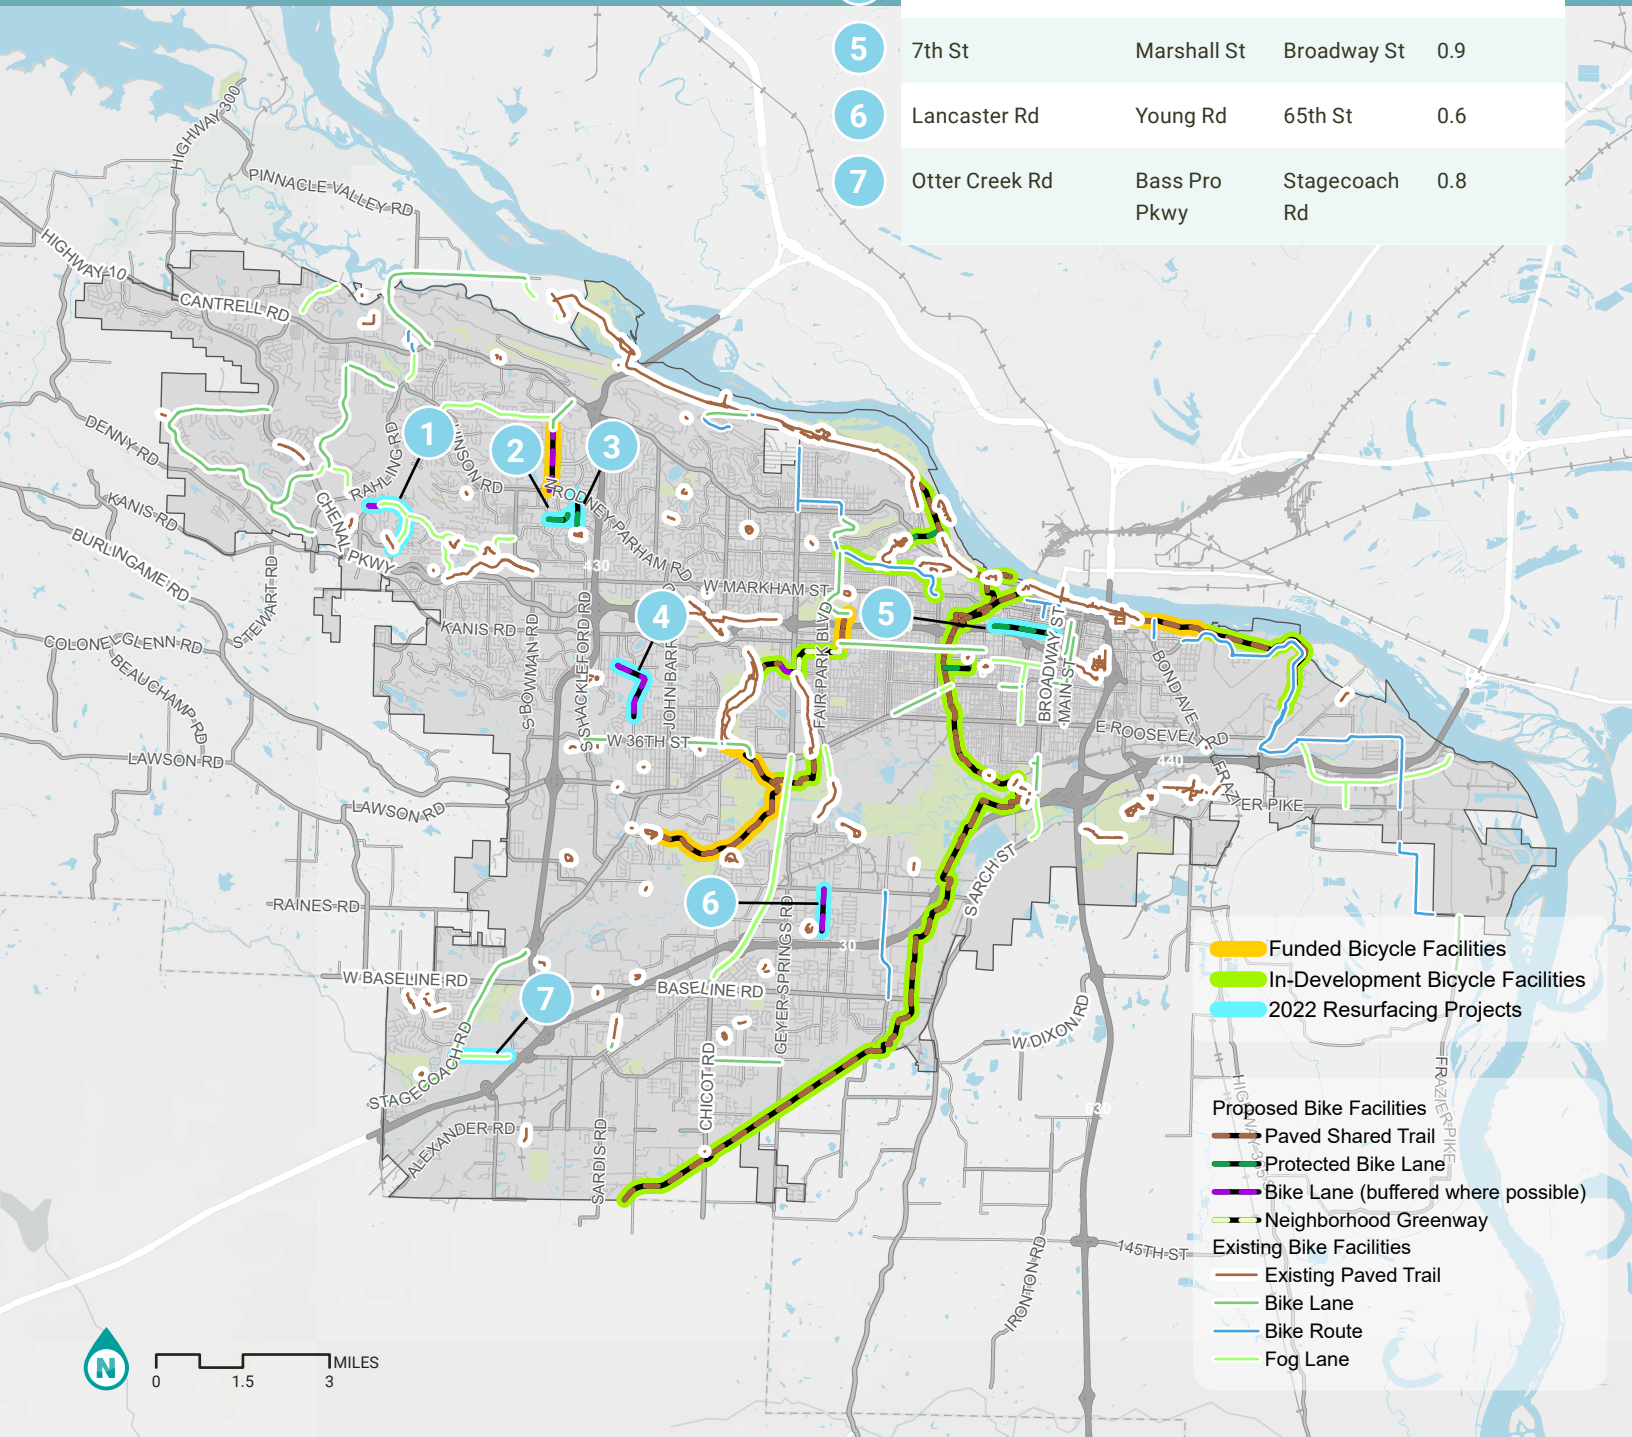 5 7th St Marshall St Broadway St 0.9
6 Lancaster Rd Young Rd 65th St 0.6
7 Otter Creek Rd Bass Pro Stagecoach 0.8
Pkwy Rd
HIGHWAY 300
PINNACLE VALLEY RD
HIGHWAY 10
CANTRELL RD
DENNY RD
RAHLING RD
1
2
3
N RODNEY PARHAM RD
KANIS RD
CHENAL PKWY
BURLINGAME RD
STEWART RD
430
W MARKHAM ST
COLONEL GLENN RD
KANIS RD
4
5
BEAUCHAMP RD
S BOWMAN RD
S SHACKLEFORD RD
JOHN BARR
FAIR PARK BLVD
BROADWAY ST
MAIN ST
BOND AVE
W 36TH ST
E ROOSEVELT RD
LAWSON RD
440
FRAZIER PIKE
LAWSON RD
S ARCH ST
RAINES RD
6
GEYER SPRINGS RD
30
W BASELINE RD
BASELINE RD
7
STAGECOACH RD
W DIXON RD
CHICOT RD
ALEXANDER RD
SARDIS RD
530
FRAZIER PIKE
145TH ST
IRONTON RD
Funded Bicycle Facilities
In-Development Bicycle Facilities
2022 Resurfacing Projects
Proposed Bike Facilities
Paved Shared Trail
Protected Bike Lane
Bike Lane (buffered where possible)
Neighborhood Greenway
Existing Bike Facilities
Existing Paved Trail
Bike Lane
Bike Route
Fog Lane
N
MILES
0 1.5 3